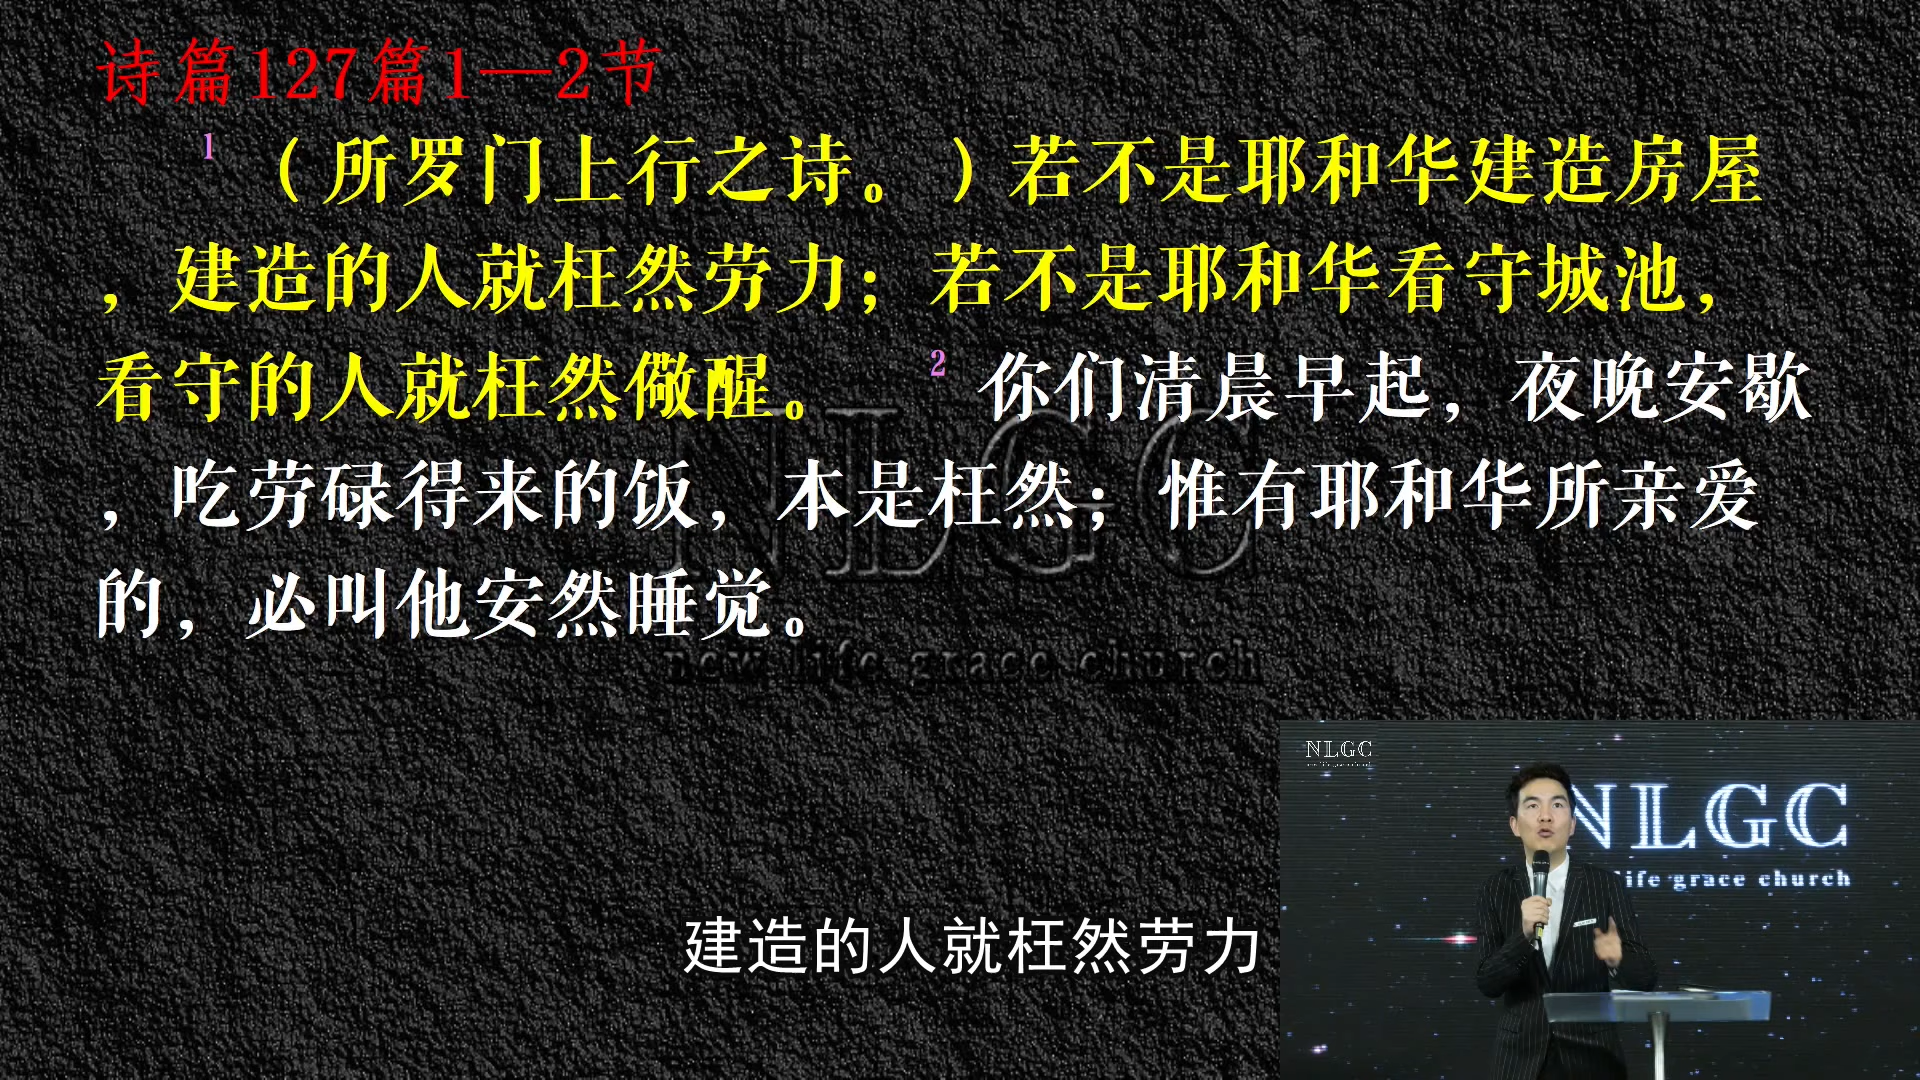 诗篇127篇1—2节
1 （所罗门上行之诗。）若不是耶和华建造房屋
，建造的人就枉然劳力；若不是耶和华看守城池，
看守的人就枉然儆醒。 2 你们清晨早起，夜晚安歇
，吃劳碌得来的饭，本是枉然；惟有耶和华所亲爱
的，必叫他安然睡觉。
NLGC
new life grace church
NLGC
NLGC
life grace church
建造的人就枉然劳力